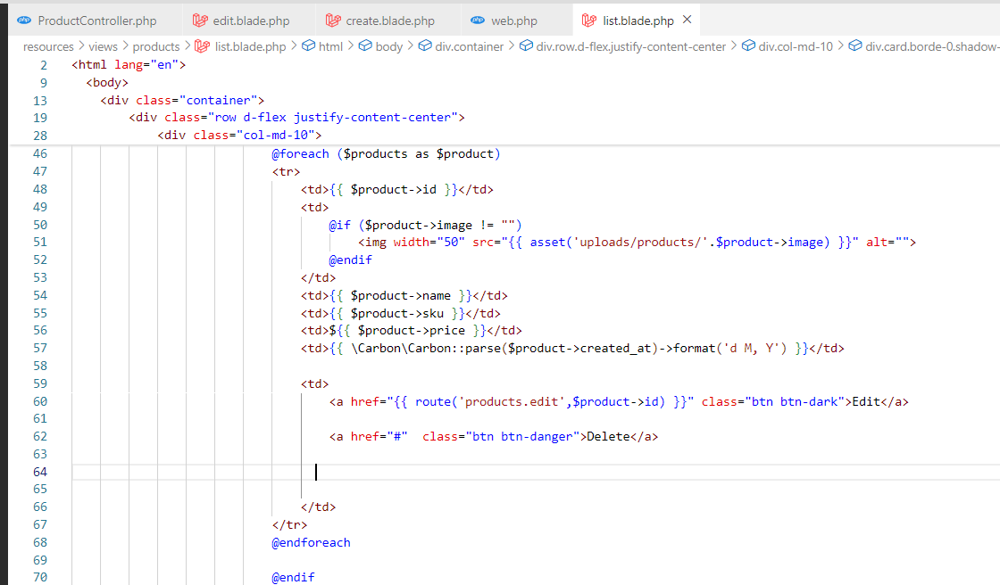 ProductController.php edit.blade.php create.blade.php web.php list.blade.php
resources > views > products > list.blade.php > html > body > div.container > div.row.d-flex.justify-content-center > div.col-md-10 > div.card.borde-0.shadow-
2 <html lang="en">
9 <body>
13 <div class="container">
19 <div class="row d-flex justify-content-center">
28 <div class="col-md-10">
46 @foreach ($products as $product)
47 <tr>
48 <td>{{ $product->id }}</td>
49 <td>
50 @if ($product->image != "")
51 <img width="50" src="{{ asset('uploads/products/'.$product->image) }}" alt="">
52 @endif
53 </td>
54 <td>{{ $product->name }}</td>
55 <td>{{ $product->sku }}</td>
56 <td>${{ $product->price }}</td>
57 <td>{{ \Carbon\Carbon::parse($product->created_at)->format('d M, Y') }}</td>
58
59 <td>
60 <a href="{{ route('products.edit',$product->id) }}" class="btn btn-dark">Edit</a>
61
62 <a href="#"  class="btn btn-danger">Delete</a>
63
64
65
66 </td>
67 </tr>
68 @endforeach
69
70 @endif